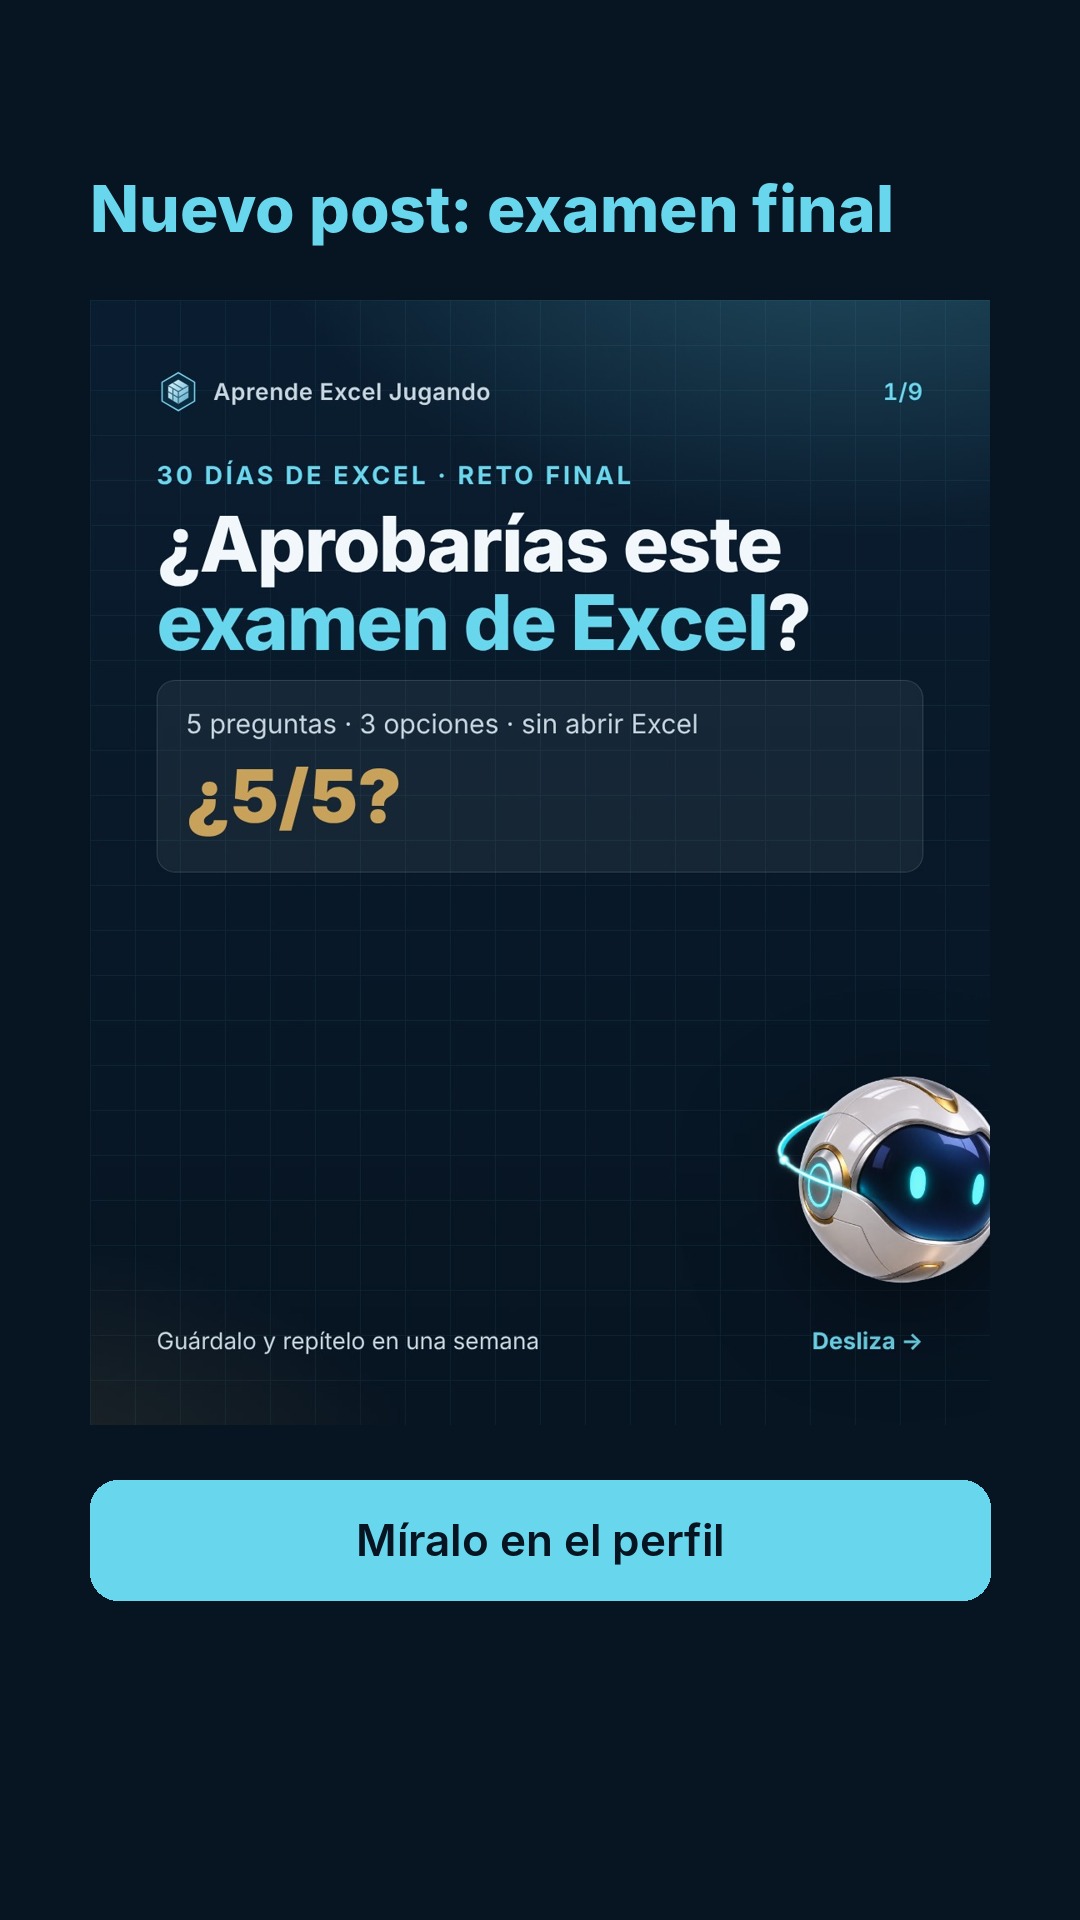 Nuevo post: examen final
Aprende Excel Jugando
1/9
30 DÍAS DE EXCEL · RETO FINAL
¿Aprobarías este
examen de Excel?
5 preguntas · 3 opciones · sin abrir Excel
¿5/5?
Guárdalo y repítelo en una semana
Desliza →
Míralo en el perfil